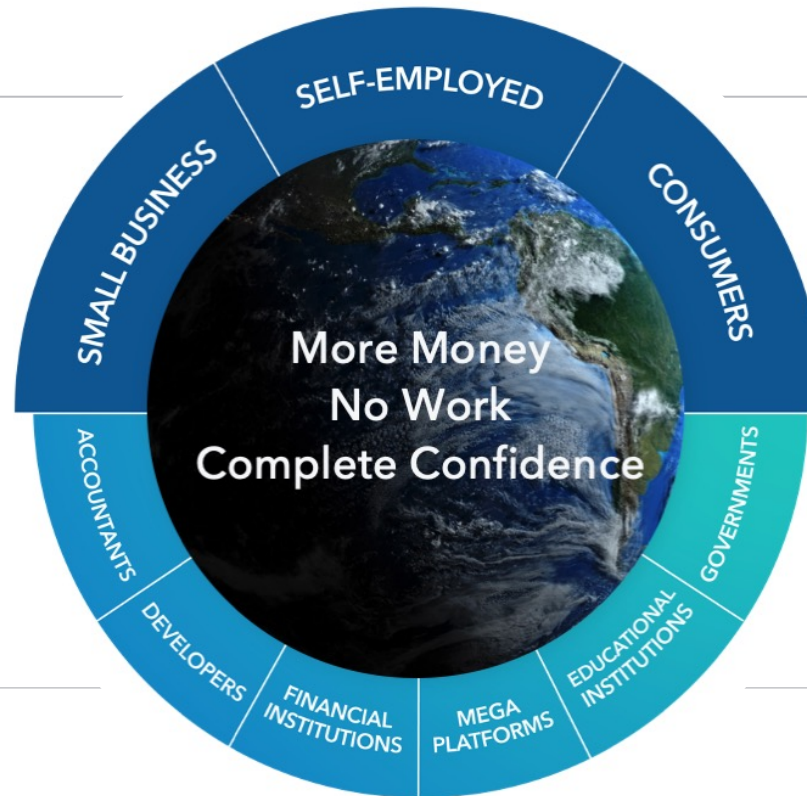 SELF-EMPLOYED
SMALL BUSINESS
CONSUMERS
More Money
No Work
Complete Confidence
ACCOUNTANTS
DEVELOPERS
FINANCIAL
INSTITUTIONS
MEGA
PLATFORMS
EDUCATIONAL
INSTITUTIONS
GOVERNMENTS